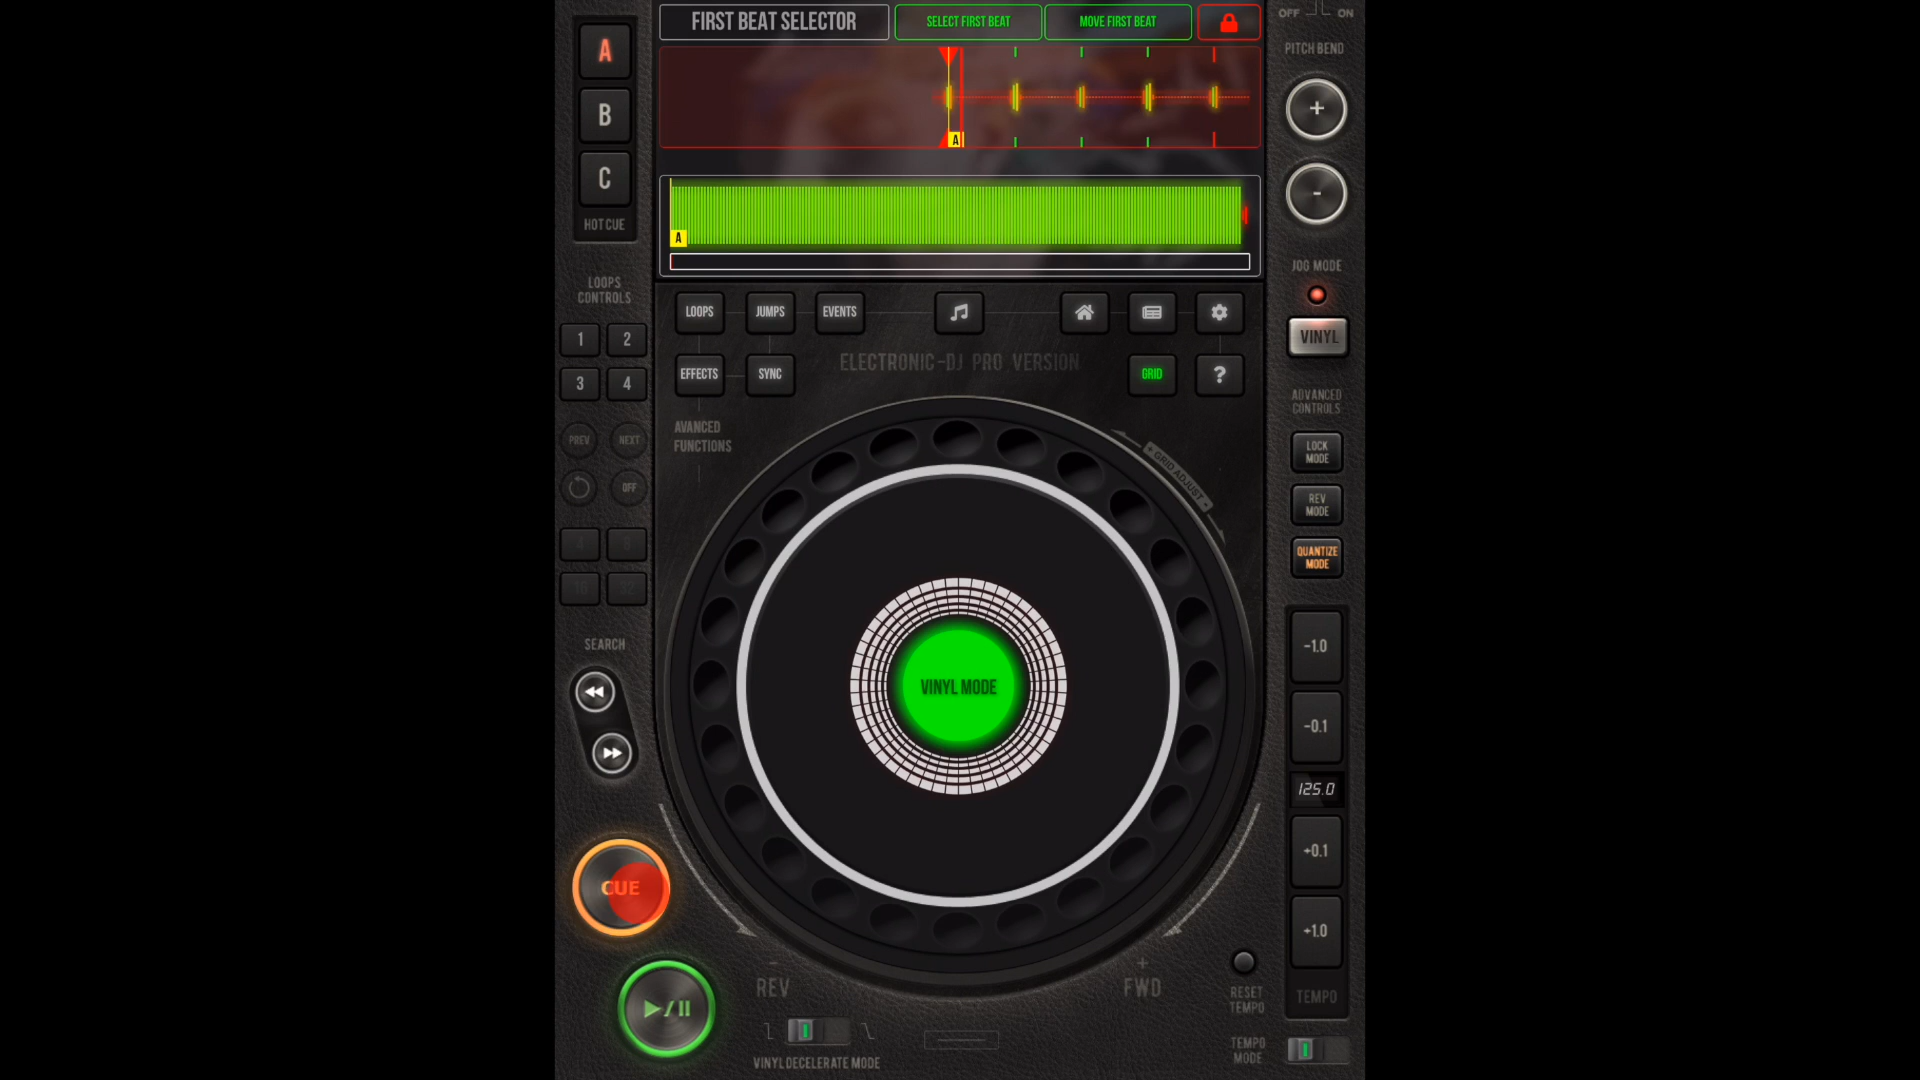 OFF ON
FIRST BEAT SELECTOR
SELECT FIRST BEAT
MOVE FIRST BEAT
A
B
C
HOT CUE
PITCH BEND
+
-
A
A
LOOPS
CONTROLS
1 2
3 4
PREV NEXT
OFF
LOOPS
JUMPS
EVENTS
EFFECTS
SYNC
GRID
?
ELECTRONIC-DJ PRO VERSION
AVANCED
FUNCTIONS
+ GRID ADJUST -
JOG MODE
VINYL
ADVANCED
CONTROLS
LOCK
MODE
REV
MODE
QUANTIZE
MODE
SEARCH
VINYL MODE
-1.0
-0.1
125.0
+0.1
+1.0
TEMPO
CUE
- +
REV
FWD
RESET
TEMPO
VINYL DECELERATE MODE
TEMPO
MODE